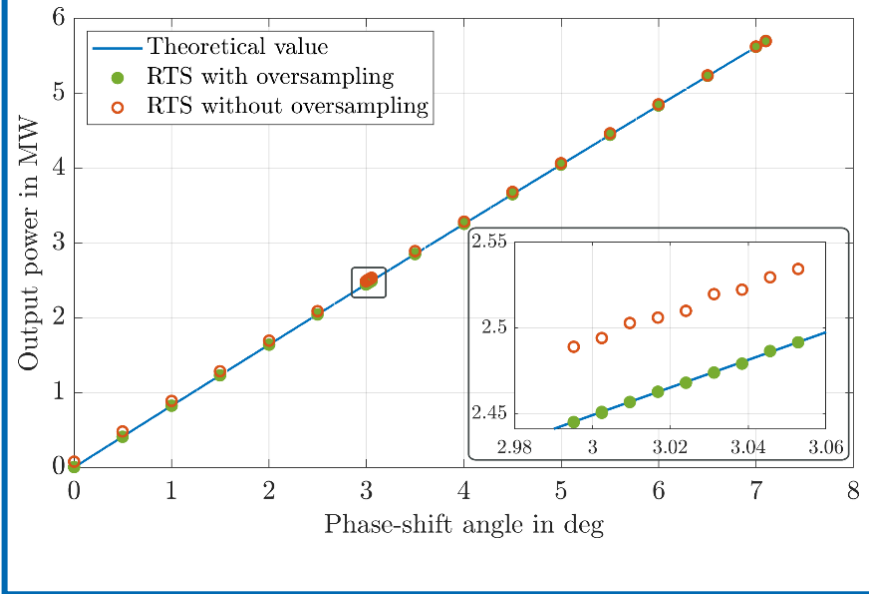 6
5
4
3
2
1
0
Output power in MW
Theoretical value
RTS with oversampling
RTS without oversampling
2.55
2.5
2.45
2.98 3 3.02 3.04 3.06
0 1 2 3 4 5 6 7 8
Phase-shift angle in deg